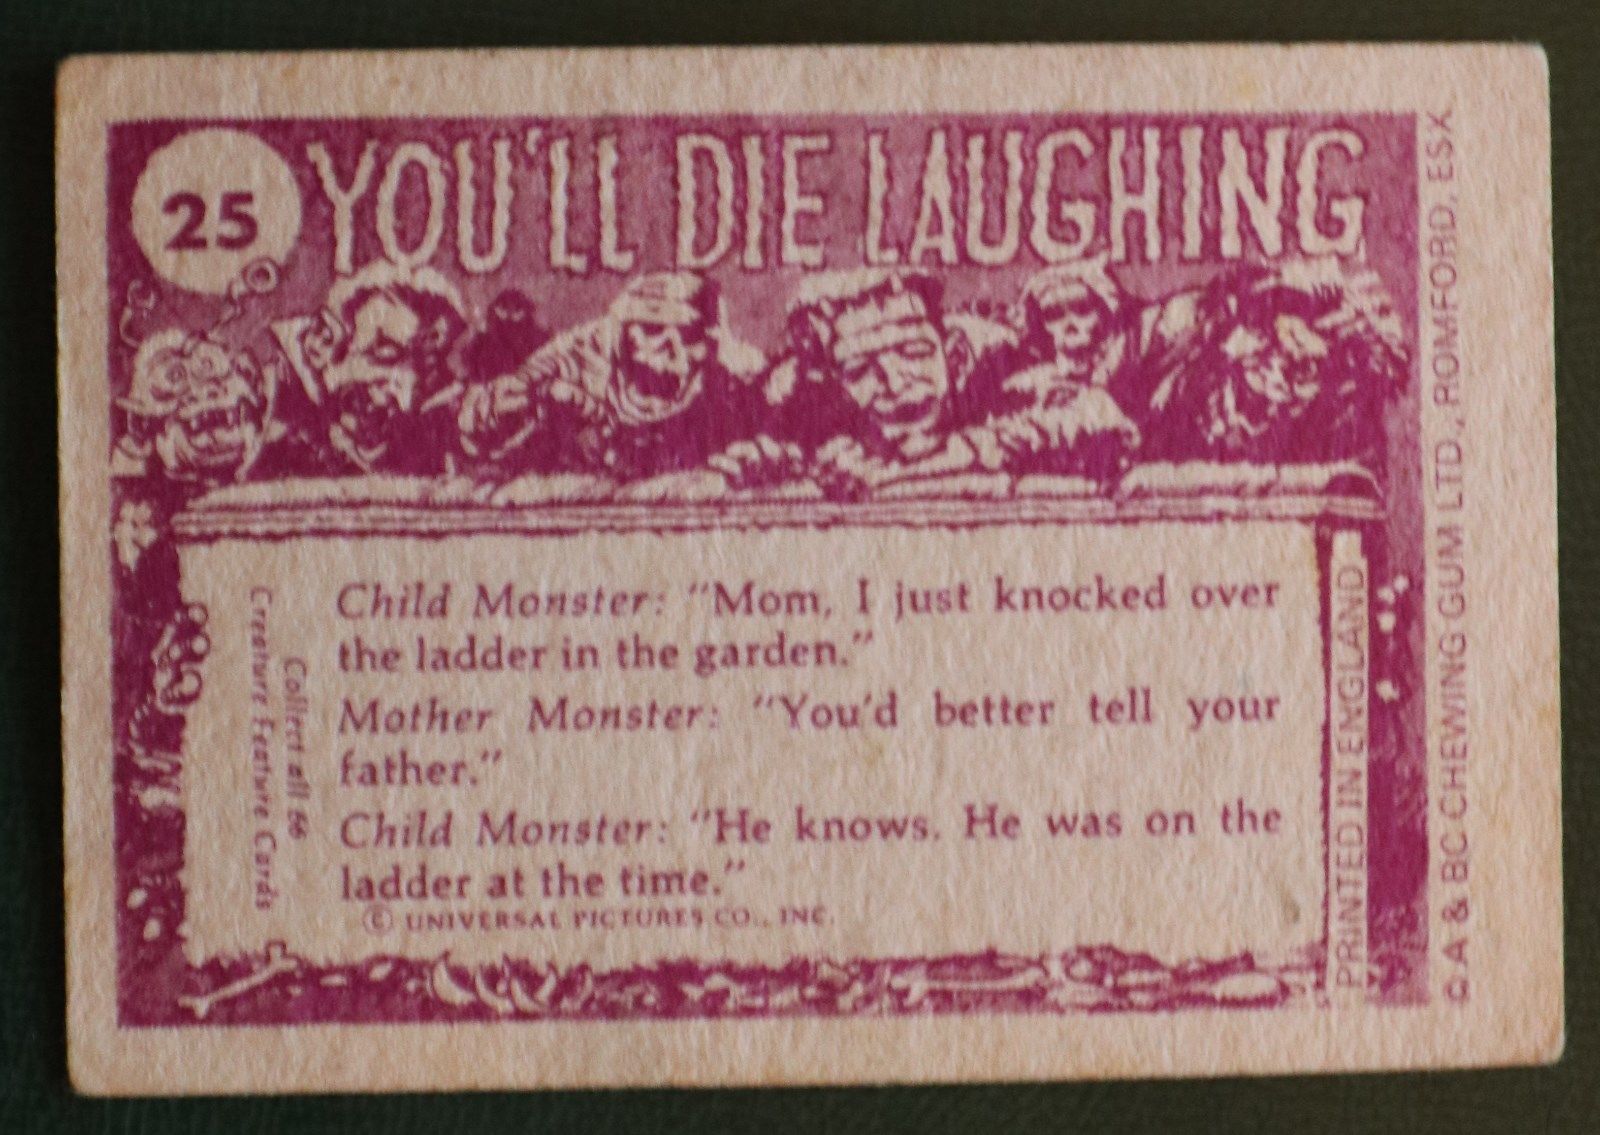 25
YOU'LL DIE LAUGHING
Child Monster: "Mom, I just knocked over
the ladder in the garden."
Mother Monster: "You'd better tell your
father."
Child Monster: "He knows. He was on the
ladder at the time."
© UNIVERSAL PICTURES CO., INC.
Collect all 66
Creature Feature Cards
PRINTED IN ENGLAND
A & BC CHEWING GUM LTD., ROMFORD, ESX